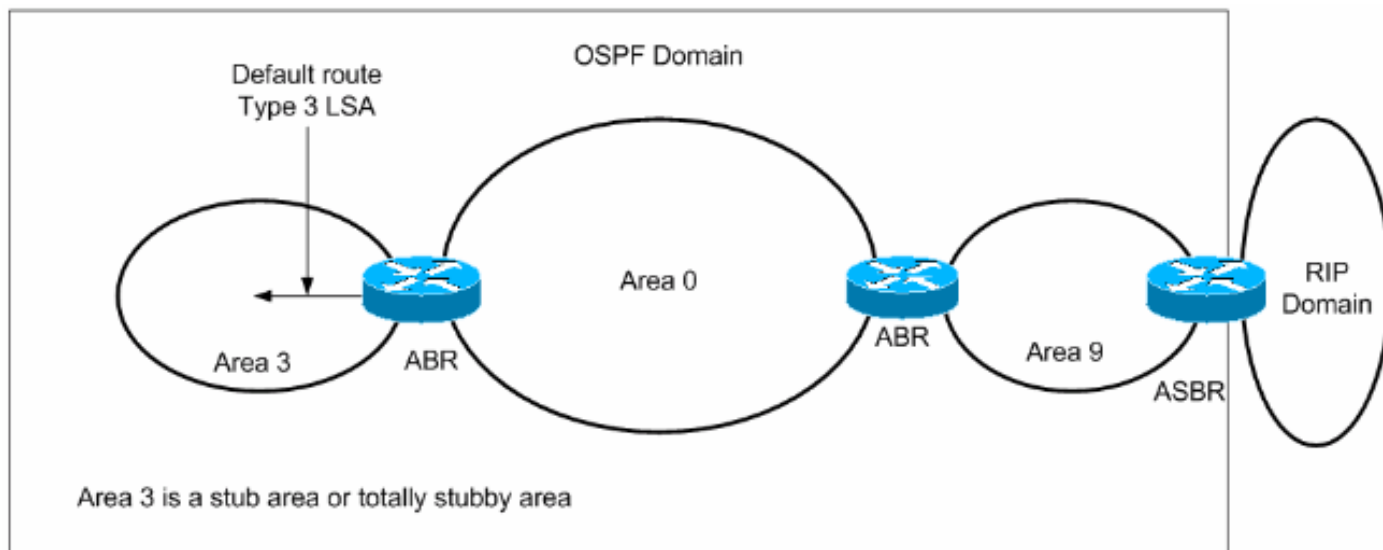 OSPF Domain
Default route
Type 3 LSA
Area 0
RIP
Domain
Area 3
ABR
ABR
Area 9
ASBR
Area 3 is a stub area or totally stubby area